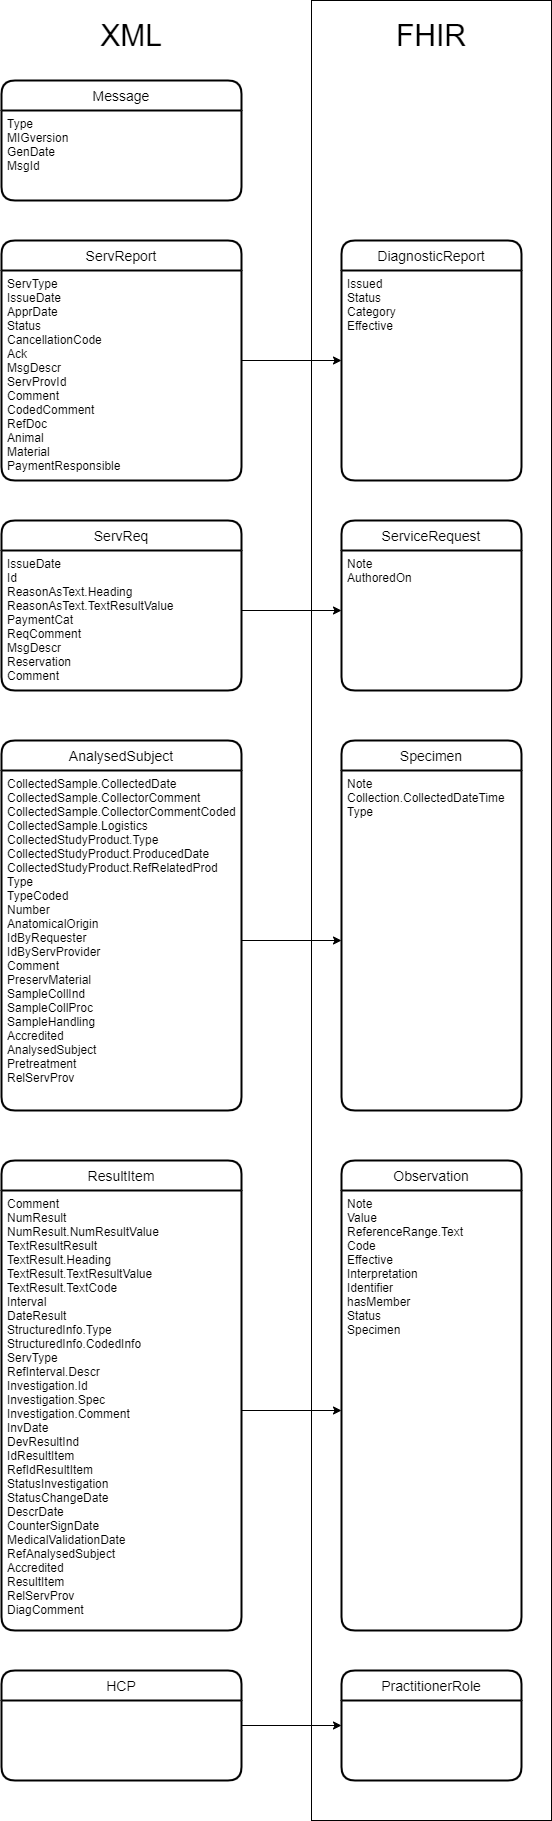 XML
FHIR
Message
Type
MIGversion
GenDate
MsgId
ServReport
ServType
IssueDate
ApprDate
Status
CancellationCode
Ack
MsgDescr
ServProvId
Comment
CodedComment
RefDoc
Animal
Material
PaymentResponsible
DiagnosticReport
Issued
Status
Category
Effective
ServReq
IssueDate
Id
ReasonAsText.Heading
ReasonAsText.TextResultValue
PaymentCat
ReqComment
MsgDescr
Reservation
Comment
ServiceRequest
Note
AuthoredOn
AnalysedSubject
CollectedSample.CollectedDate
CollectedSample.CollectorComment
CollectedSample.CollectorCommentCoded
CollectedSample.Logistics
CollectedStudyProduct.Type
CollectedStudyProduct.ProducedDate
CollectedStudyProduct.RefRelatedProd
Type
TypeCoded
Number
AnatomicalOrigin
IdByRequester
IdByServProvider
Comment
PreservMaterial
SampleCollInd
SampleCollProc
SampleHandling
Accredited
AnalysedSubject
Pretreatment
RelServProv
Specimen
Note
Collection.CollectedDateTime
Type
ResultItem
Comment
NumResult
NumResult.NumResultValue
TextResultResult
TextResult.Heading
TextResult.TextResultValue
TextResult.TextCode
Interval
DateResult
StructuredInfo.Type
StructuredInfo.CodedInfo
ServType
RefInterval.Descr
Investigation.Id
Investigation.Spec
Investigation.Comment
InvDate
DevResultInd
IdResultItem
RefIdResultItem
StatusInvestigation
StatusChangeDate
DescrDate
CounterSignDate
MedicalValidationDate
RefAnalysedSubject
Accredited
ResultItem
RelServProv
DiagComment
Observation
Note
Value
ReferenceRange.Text
Code
Effective
Interpretation
Identifier
hasMember
Status
Specimen
HCP
PractitionerRole